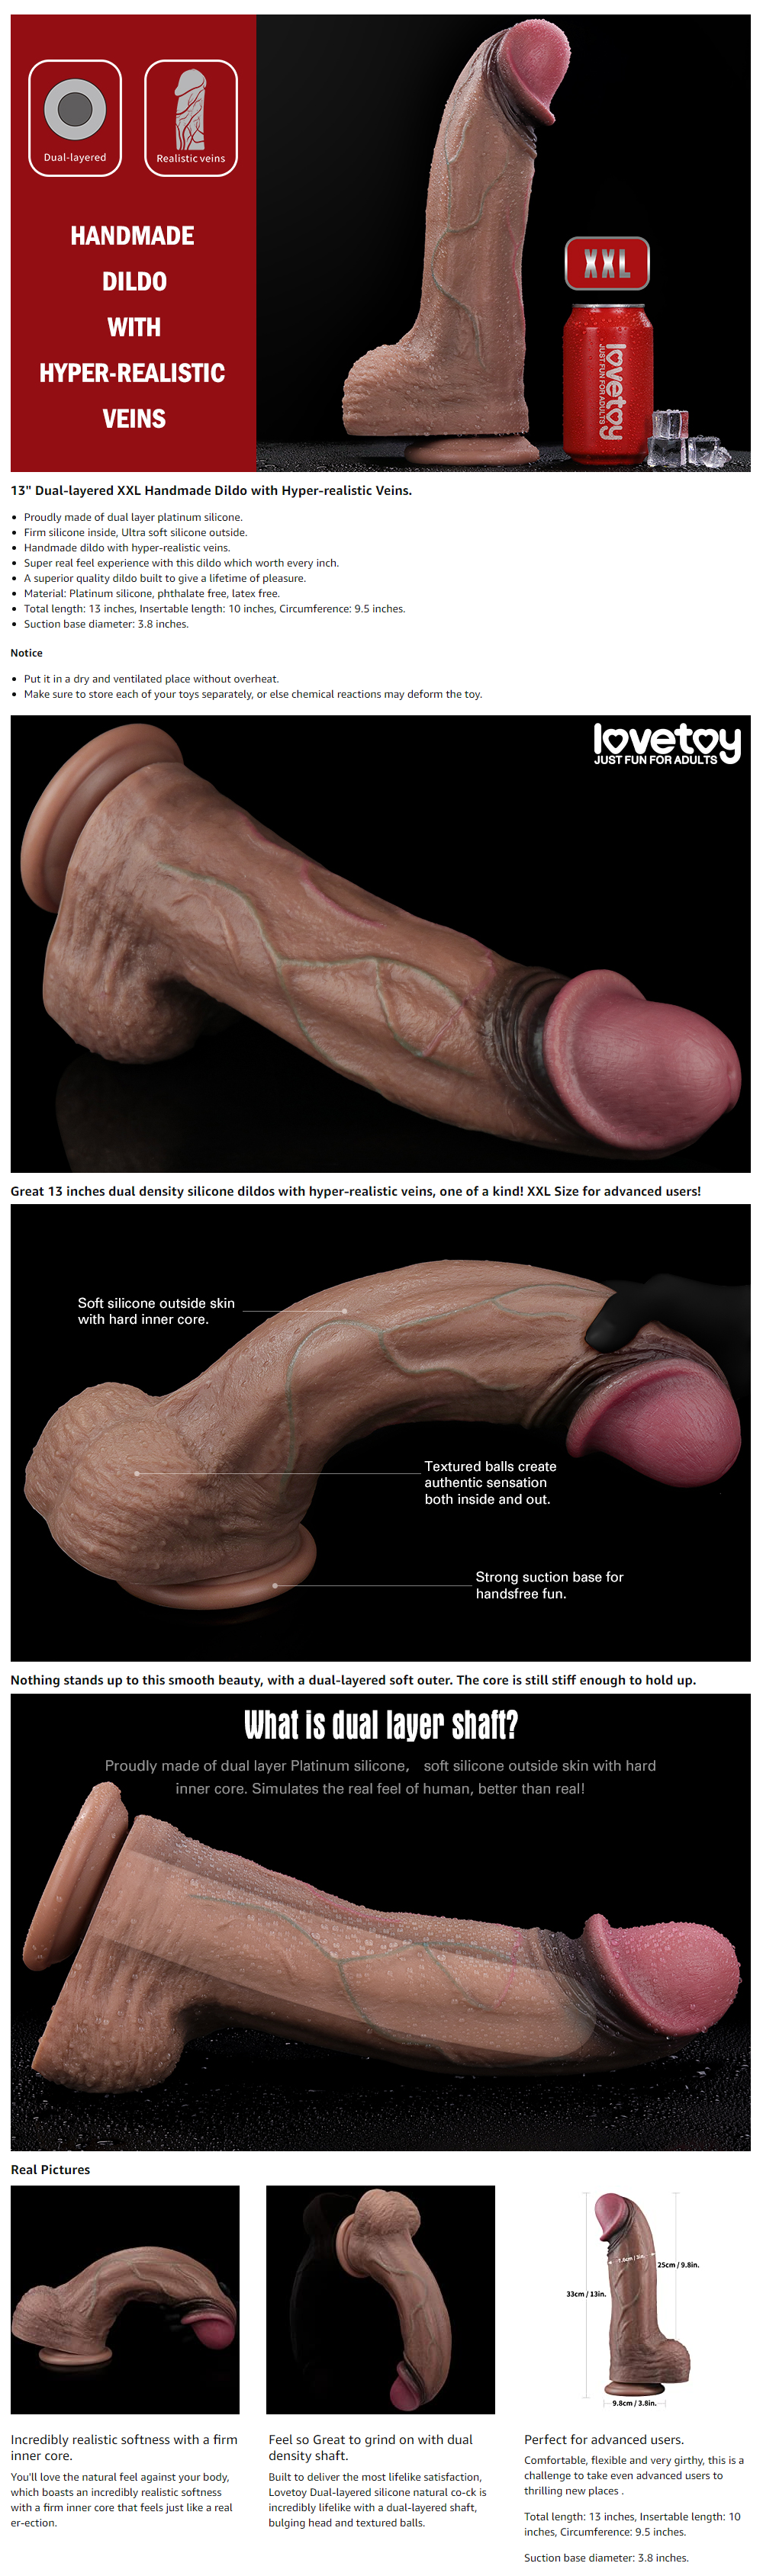 Dual-layered
Realistic veins
HANDMADE
DILDO
WITH
HYPER-REALISTIC
VEINS
XXL
lovetoy
JUST FUN FOR ADULTS
13" Dual-layered XXL Handmade Dildo with Hyper-realistic Veins.
Proudly made of dual layer platinum silicone.
Firm silicone inside, Ultra soft silicone outside.
Handmade dildo with hyper-realistic veins.
Super real feel experience with this dildo which worth every inch.
A superior quality dildo built to give a lifetime of pleasure.
Material: Platinum silicone, phthalate free, latex free.
Total length: 13 inches, Insertable length: 10 inches, Circumference: 9.5 inches.
Suction base diameter: 3.8 inches.
Notice
Put it in a dry and ventilated place without overheat.
Make sure to store each of your toys separately, or else chemical reactions may deform the toy.
lovetoy
JUST FUN FOR ADULTS
Great 13 inches dual density silicone dildos with hyper-realistic veins, one of a kind! XXL Size for advanced users!
Soft silicone outside skin
with hard inner core.
Textured balls create
authentic sensation
both inside and out.
Strong suction base for
handsfree fun.
Nothing stands up to this smooth beauty, with a dual-layered soft outer. The core is still stiff enough to hold up.
What is dual layer shaft?
Proudly made of dual layer Platinum silicone, soft silicone outside skin with hard
inner core. Simulates the real feel of human, better than real!
Real Pictures
7.6cm / 3in.
25cm / 9.8in.
33cm / 13in.
9.8cm / 3.8in.
Incredibly realistic softness with a firm
inner core.
You'll love the natural feel against your body,
which boasts an incredibly realistic softness
with a firm inner core that feels just like a real
er-ection.
Feel so Great to grind on with dual
density shaft.
Built to deliver the most lifelike satisfaction,
Lovetoy Dual-layered silicone natural co-ck is
incredibly lifelike with a dual-layered shaft,
bulging head and textured balls.
Perfect for advanced users.
Comfortable, flexible and very girthy, this is a
challenge to take even advanced users to
thrilling new places .
Total length: 13 inches, Insertable length: 10
inches, Circumference: 9.5 inches.
Suction base diameter: 3.8 inches.